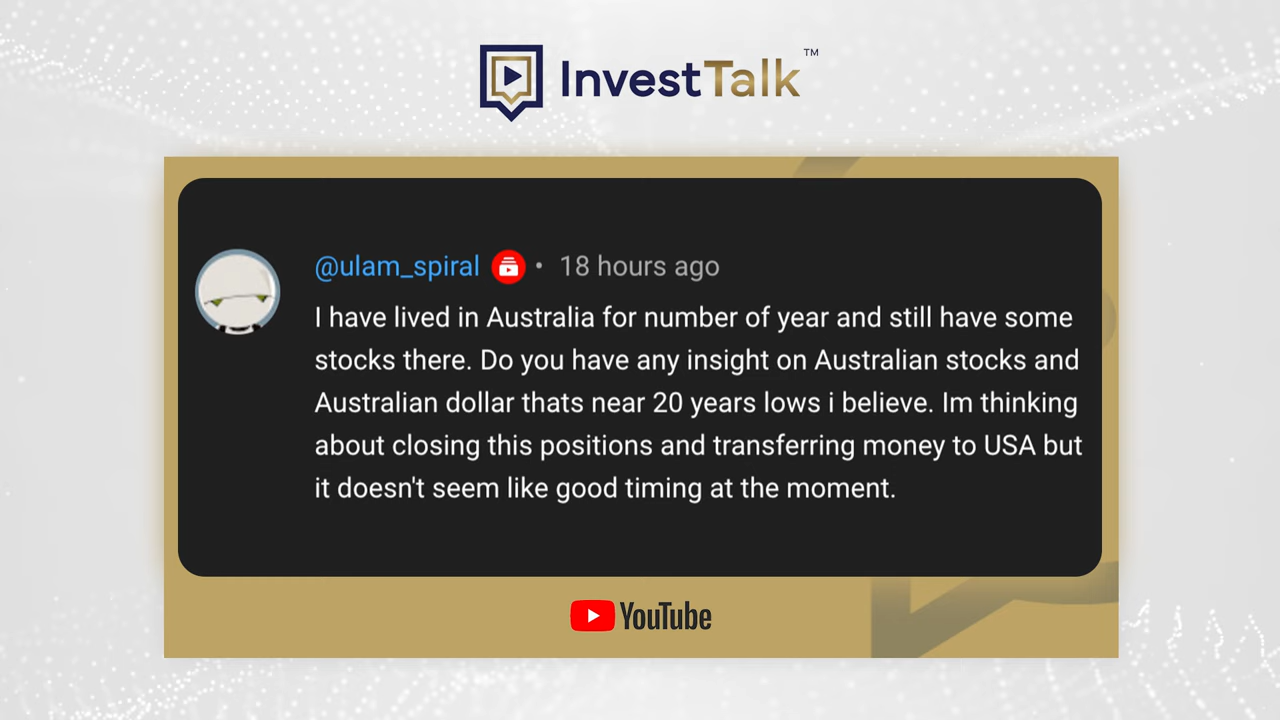 InvestTalk™
@ulam_spiral • 18 hours ago
I have lived in Australia for number of year and still have some
stocks there. Do you have any insight on Australian stocks and
Australian dollar thats near 20 years lows i believe. Im thinking
about closing this positions and transferring money to USA but
it doesn't seem like good timing at the moment.
YouTube